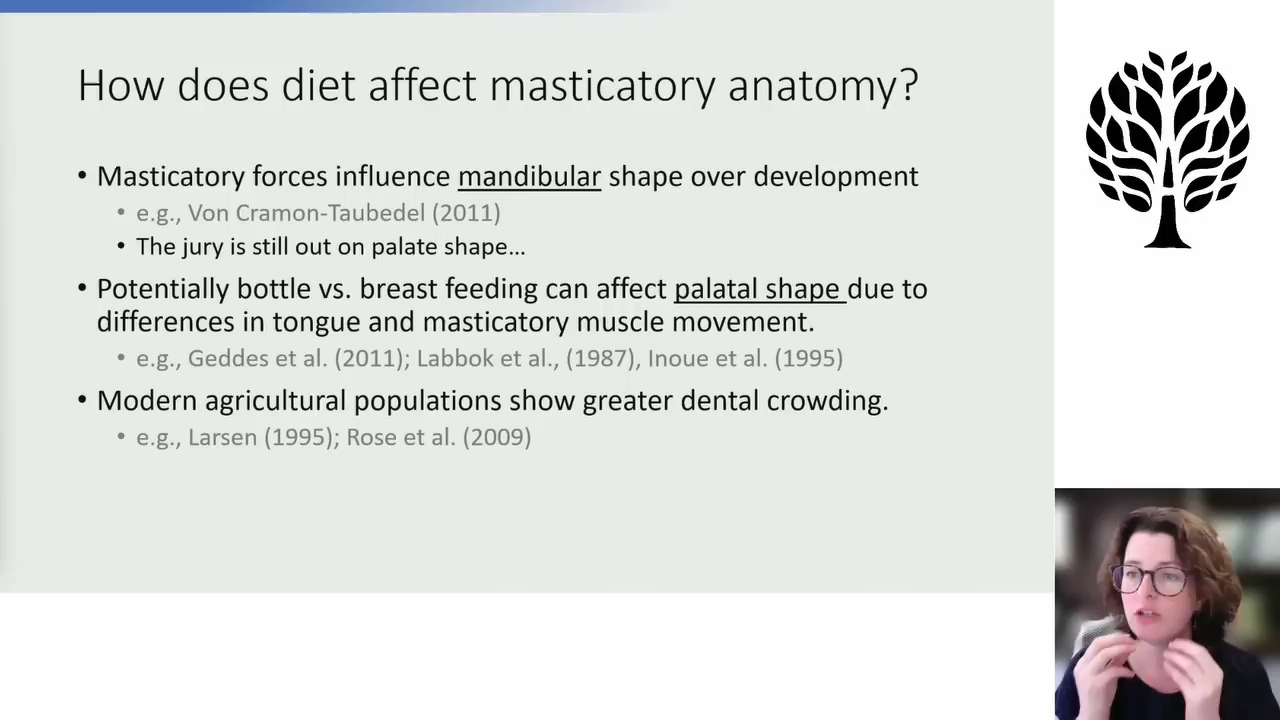 How does diet affect masticatory anatomy?
• Masticatory forces influence mandibular shape over development
• e.g., Von Cramon-Taubedel (2011)
• The jury is still out on palate shape…
• Potentially bottle vs. breast feeding can affect palatal shape due to
differences in tongue and masticatory muscle movement.
• e.g., Geddes et al. (2011); Labbok et al., (1987), Inoue et al. (1995)
• Modern agricultural populations show greater dental crowding.
• e.g., Larsen (1995); Rose et al. (2009)